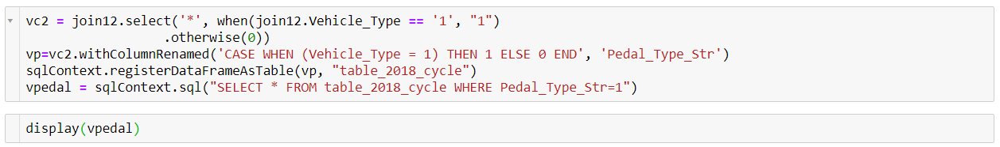 vc2 = join12.select('*', when(join12.Vehicle_Type == '1', "1")
.otherwise(0))
vp=vc2.withColumnRenamed('CASE WHEN (Vehicle_Type = 1) THEN 1 ELSE 0 END', 'Pedal_Type_Str')
sqlContext.registerDataFrameAsTable(vp, "table_2018_cycle")
vpedal = sqlContext.sql("SELECT * FROM table_2018_cycle WHERE Pedal_Type_Str=1")
display(vpedal)